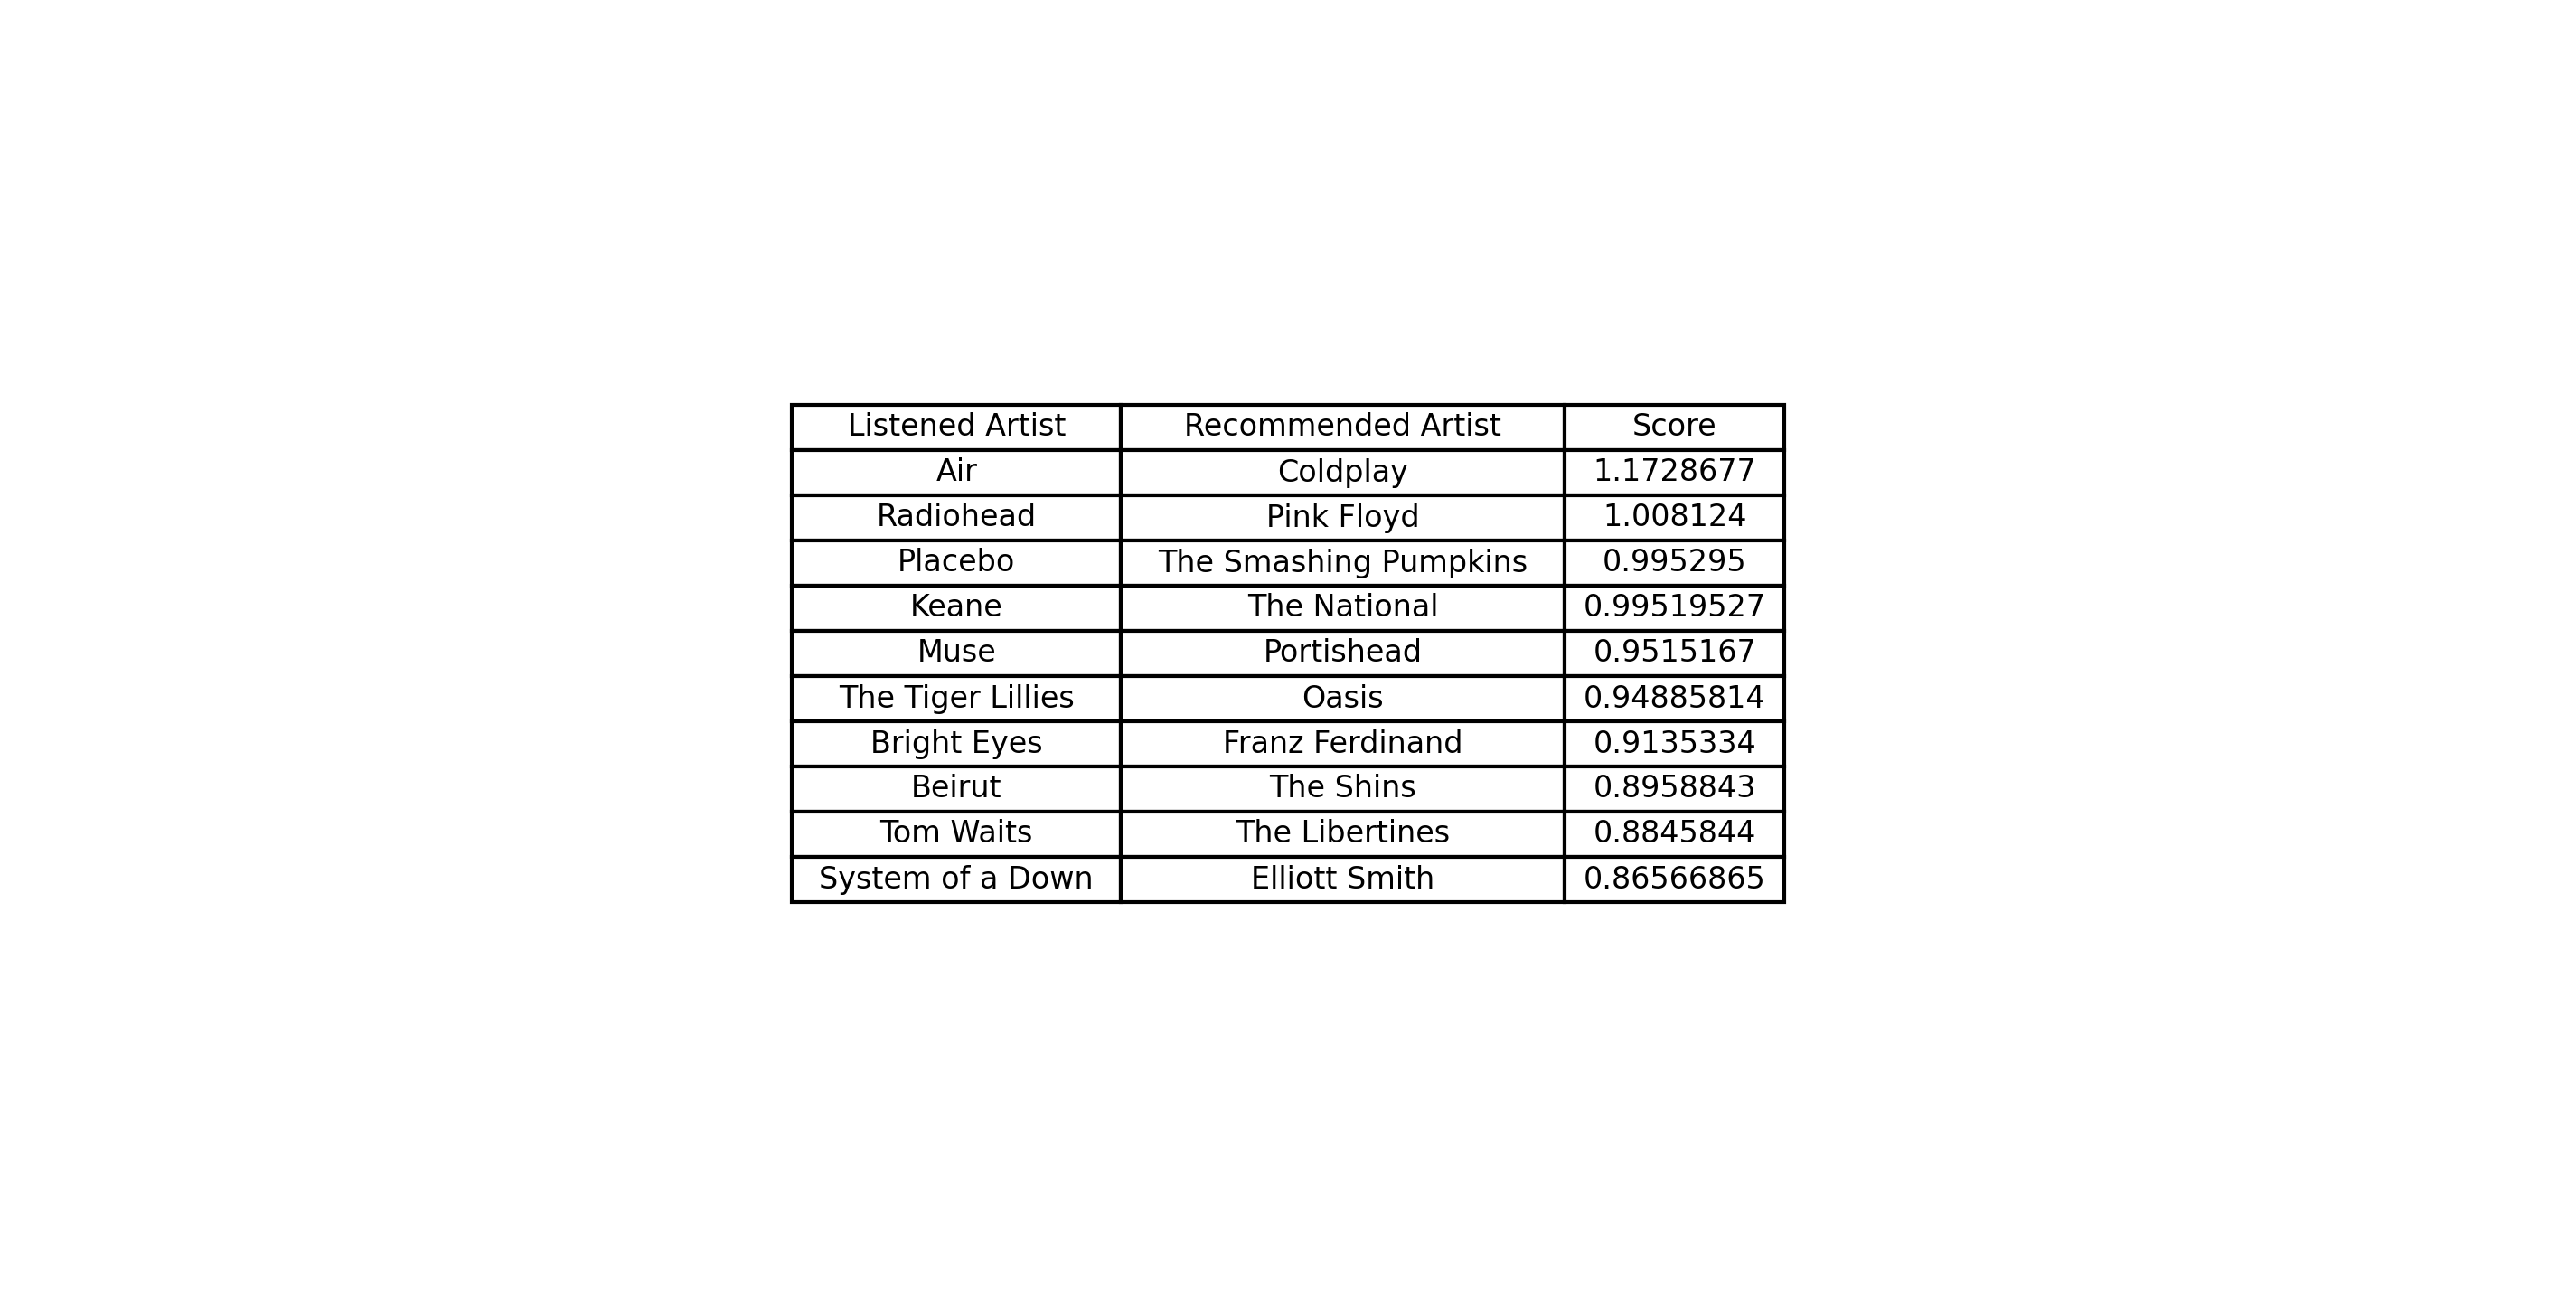 Listened Artist Recommended Artist Score
Air Coldplay 1.1728677
Radiohead Pink Floyd 1.008124
Placebo The Smashing Pumpkins 0.995295
Keane The National 0.99519527
Muse Portishead 0.9515167
The Tiger Lillies Oasis 0.94885814
Bright Eyes Franz Ferdinand 0.9135334
Beirut The Shins 0.8958843
Tom Waits The Libertines 0.8845844
System of a Down Elliott Smith 0.86566865